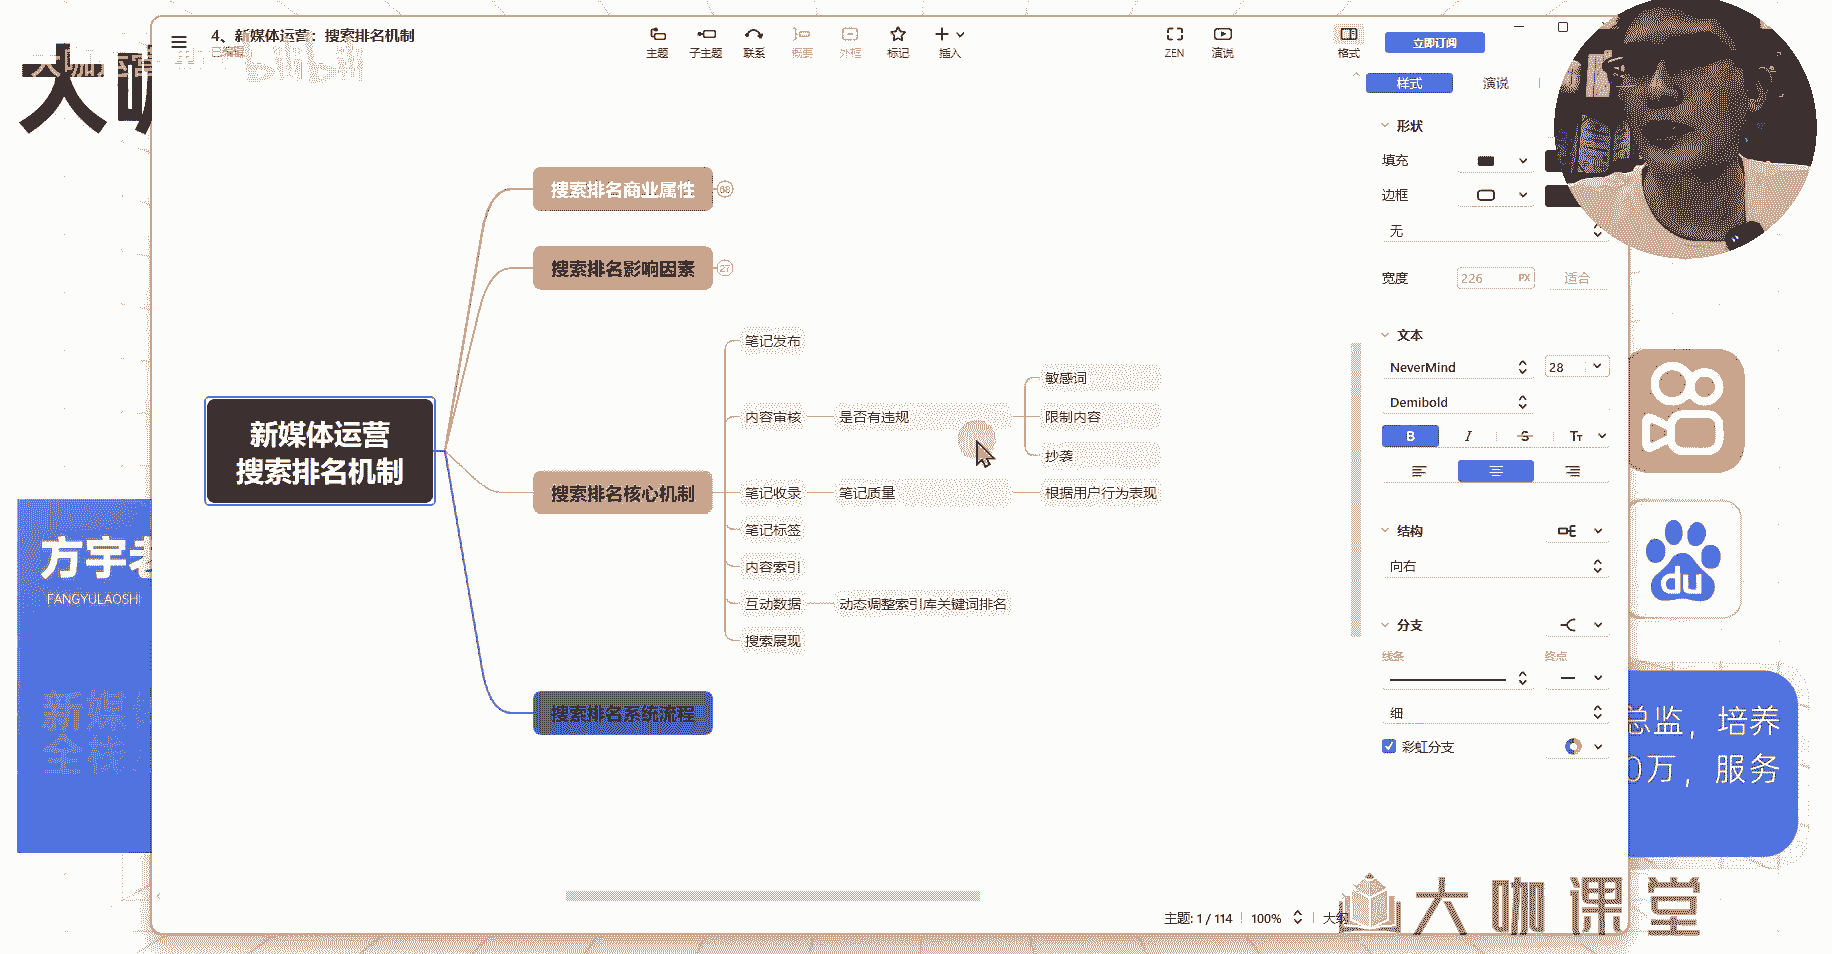 4、新媒体运营：搜索排名机制
已编辑
bilibili
主题
子主题
联系
概要
外框
标记
插入
ZEN
演说
格式
立即订阅
样式
演说
形状
填充
边框
无
宽度
226
PX
适合
文本
NeverMind
28
Demibold
B
I
S
Tт
结构
向右
分支
线条
终点
细
彩虹分支
新媒体运营
搜索排名机制
搜索排名商业属性
68
搜索排名影响因素
27
搜索排名核心机制
笔记发布
内容审核
是否有违规
敏感词
限制内容
抄袭
笔记收录
笔记质量
根据用户行为表现
笔记标签
内容索引
互动数据
动态调整索引库关键词排名
搜索展现
搜索排名系统流程
主题: 1 / 114
100%
大纲
大咖
方宇老
FANGYULAOSHI
新媒体
全栈
du
总监，培养
0万，服务
大咖课堂